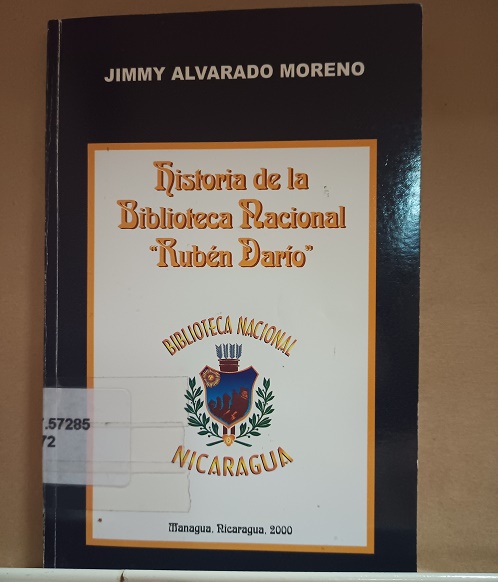 JIMMY ALVARADO MORENO
Historia de la
Biblioteca Nacional
"Rubén Darío"
BIBLIOTECA NACIONAL
NICARAGUA
.57285
72
Managua, Nicaragua, 2000